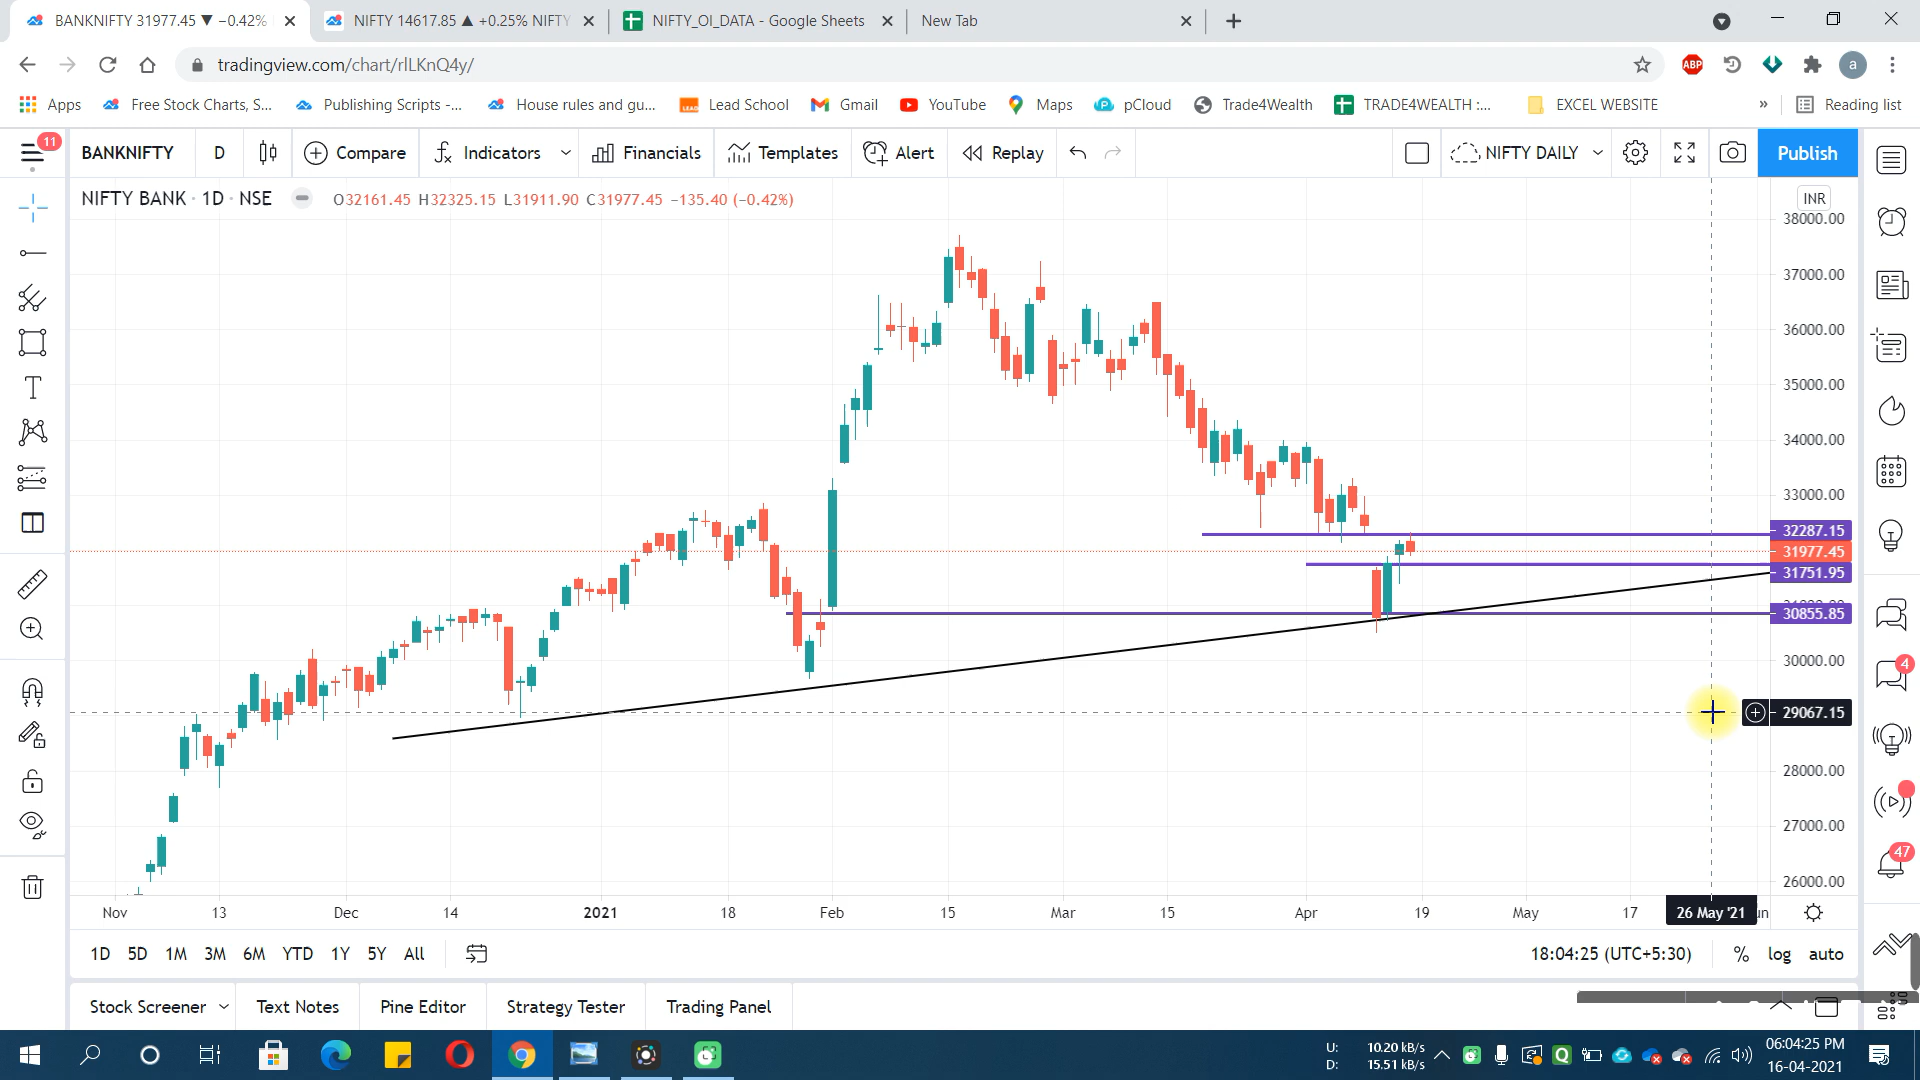 BANKNIFTY 31977.45 ▼ −0.42%
NIFTY 14617.85 ▲ +0.25% NIFTY
NIFTY_OI_DATA - Google Sheets
New Tab
tradingview.com/chart/rlLKnQ4y/
ABP
a
Apps
Free Stock Charts, S...
Publishing Scripts -...
House rules and gu...
Lead School
Gmail
YouTube
Maps
pCloud
Trade4Wealth
TRADE4WEALTH :...
EXCEL WEBSITE
»
Reading list
11
BANKNIFTY
D
Compare
Indicators
Financials
Templates
Alert
Replay
NIFTY DAILY
Publish
NIFTY BANK · 1D · NSE
O32161.45 H32325.15 L31911.90 C31977.45 −135.40 (−0.42%)
INR
38000.00
37000.00
36000.00
35000.00
34000.00
33000.00
32287.15
31977.45
31751.95
30855.85
30000.00
29067.15
28000.00
27000.00
26000.00
4
47
Nov
13
Dec
14
2021
18
Feb
15
Mar
15
Apr
19
May
17
26 May '21
1D
5D
1M
3M
6M
YTD
1Y
5Y
All
18:04:25 (UTC+5:30)
%
log
auto
Stock Screener
Text Notes
Pine Editor
Strategy Tester
Trading Panel
U: 10.20 kB/s
D: 15.51 kB/s
06:04:25 PM
16-04-2021